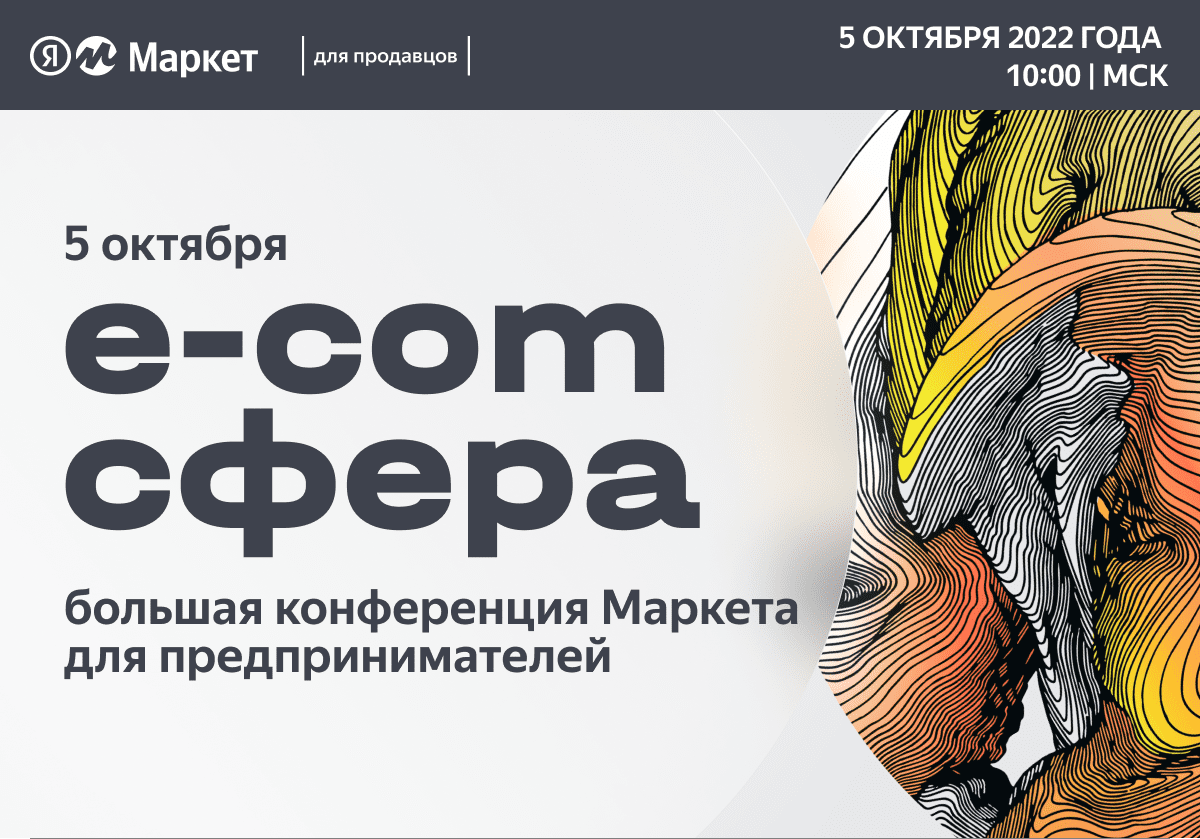 Я Маркет | для продавцов |
5 ОКТЯБРЯ 2022 ГОДА
10:00 | МСК
5 октября
e-com
сфера
большая конференция Маркета
для предпринимателей